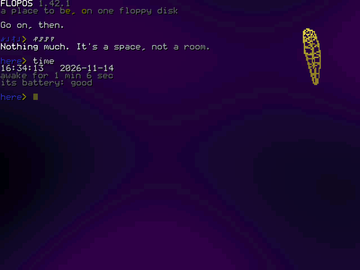 FLOPOS 1.42.1
a place to be, on one floppy disk
Go on, then.
Nothing much. It's a space, not a room.
here> time
16:34:13 2026-11-14
awake for 1 min 6 sec
its battery: good
here>